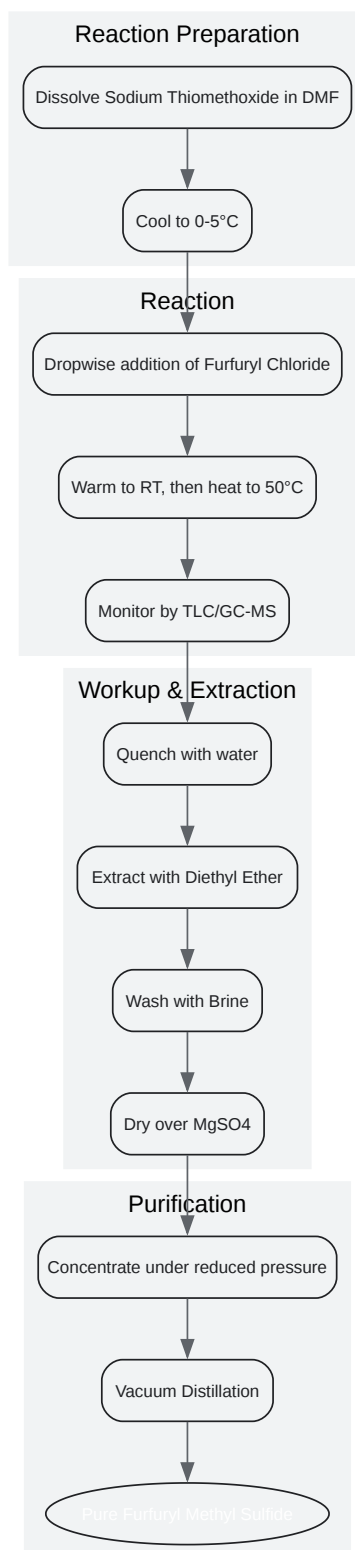 Reaction Preparation
Dissolve Sodium Thiomethoxide in DMF
Cool to 0-5°C
Reaction
Dropwise addition of Furfuryl Chloride
Warm to RT, then heat to 50°C
Monitor by TLC/GC-MS
Workup & Extraction
Quench with water
Extract with Diethyl Ether
Wash with Brine
Dry over MgSO4
Purification
Concentrate under reduced pressure
Vacuum Distillation
Pure Furfuryl Methyl Sulfide